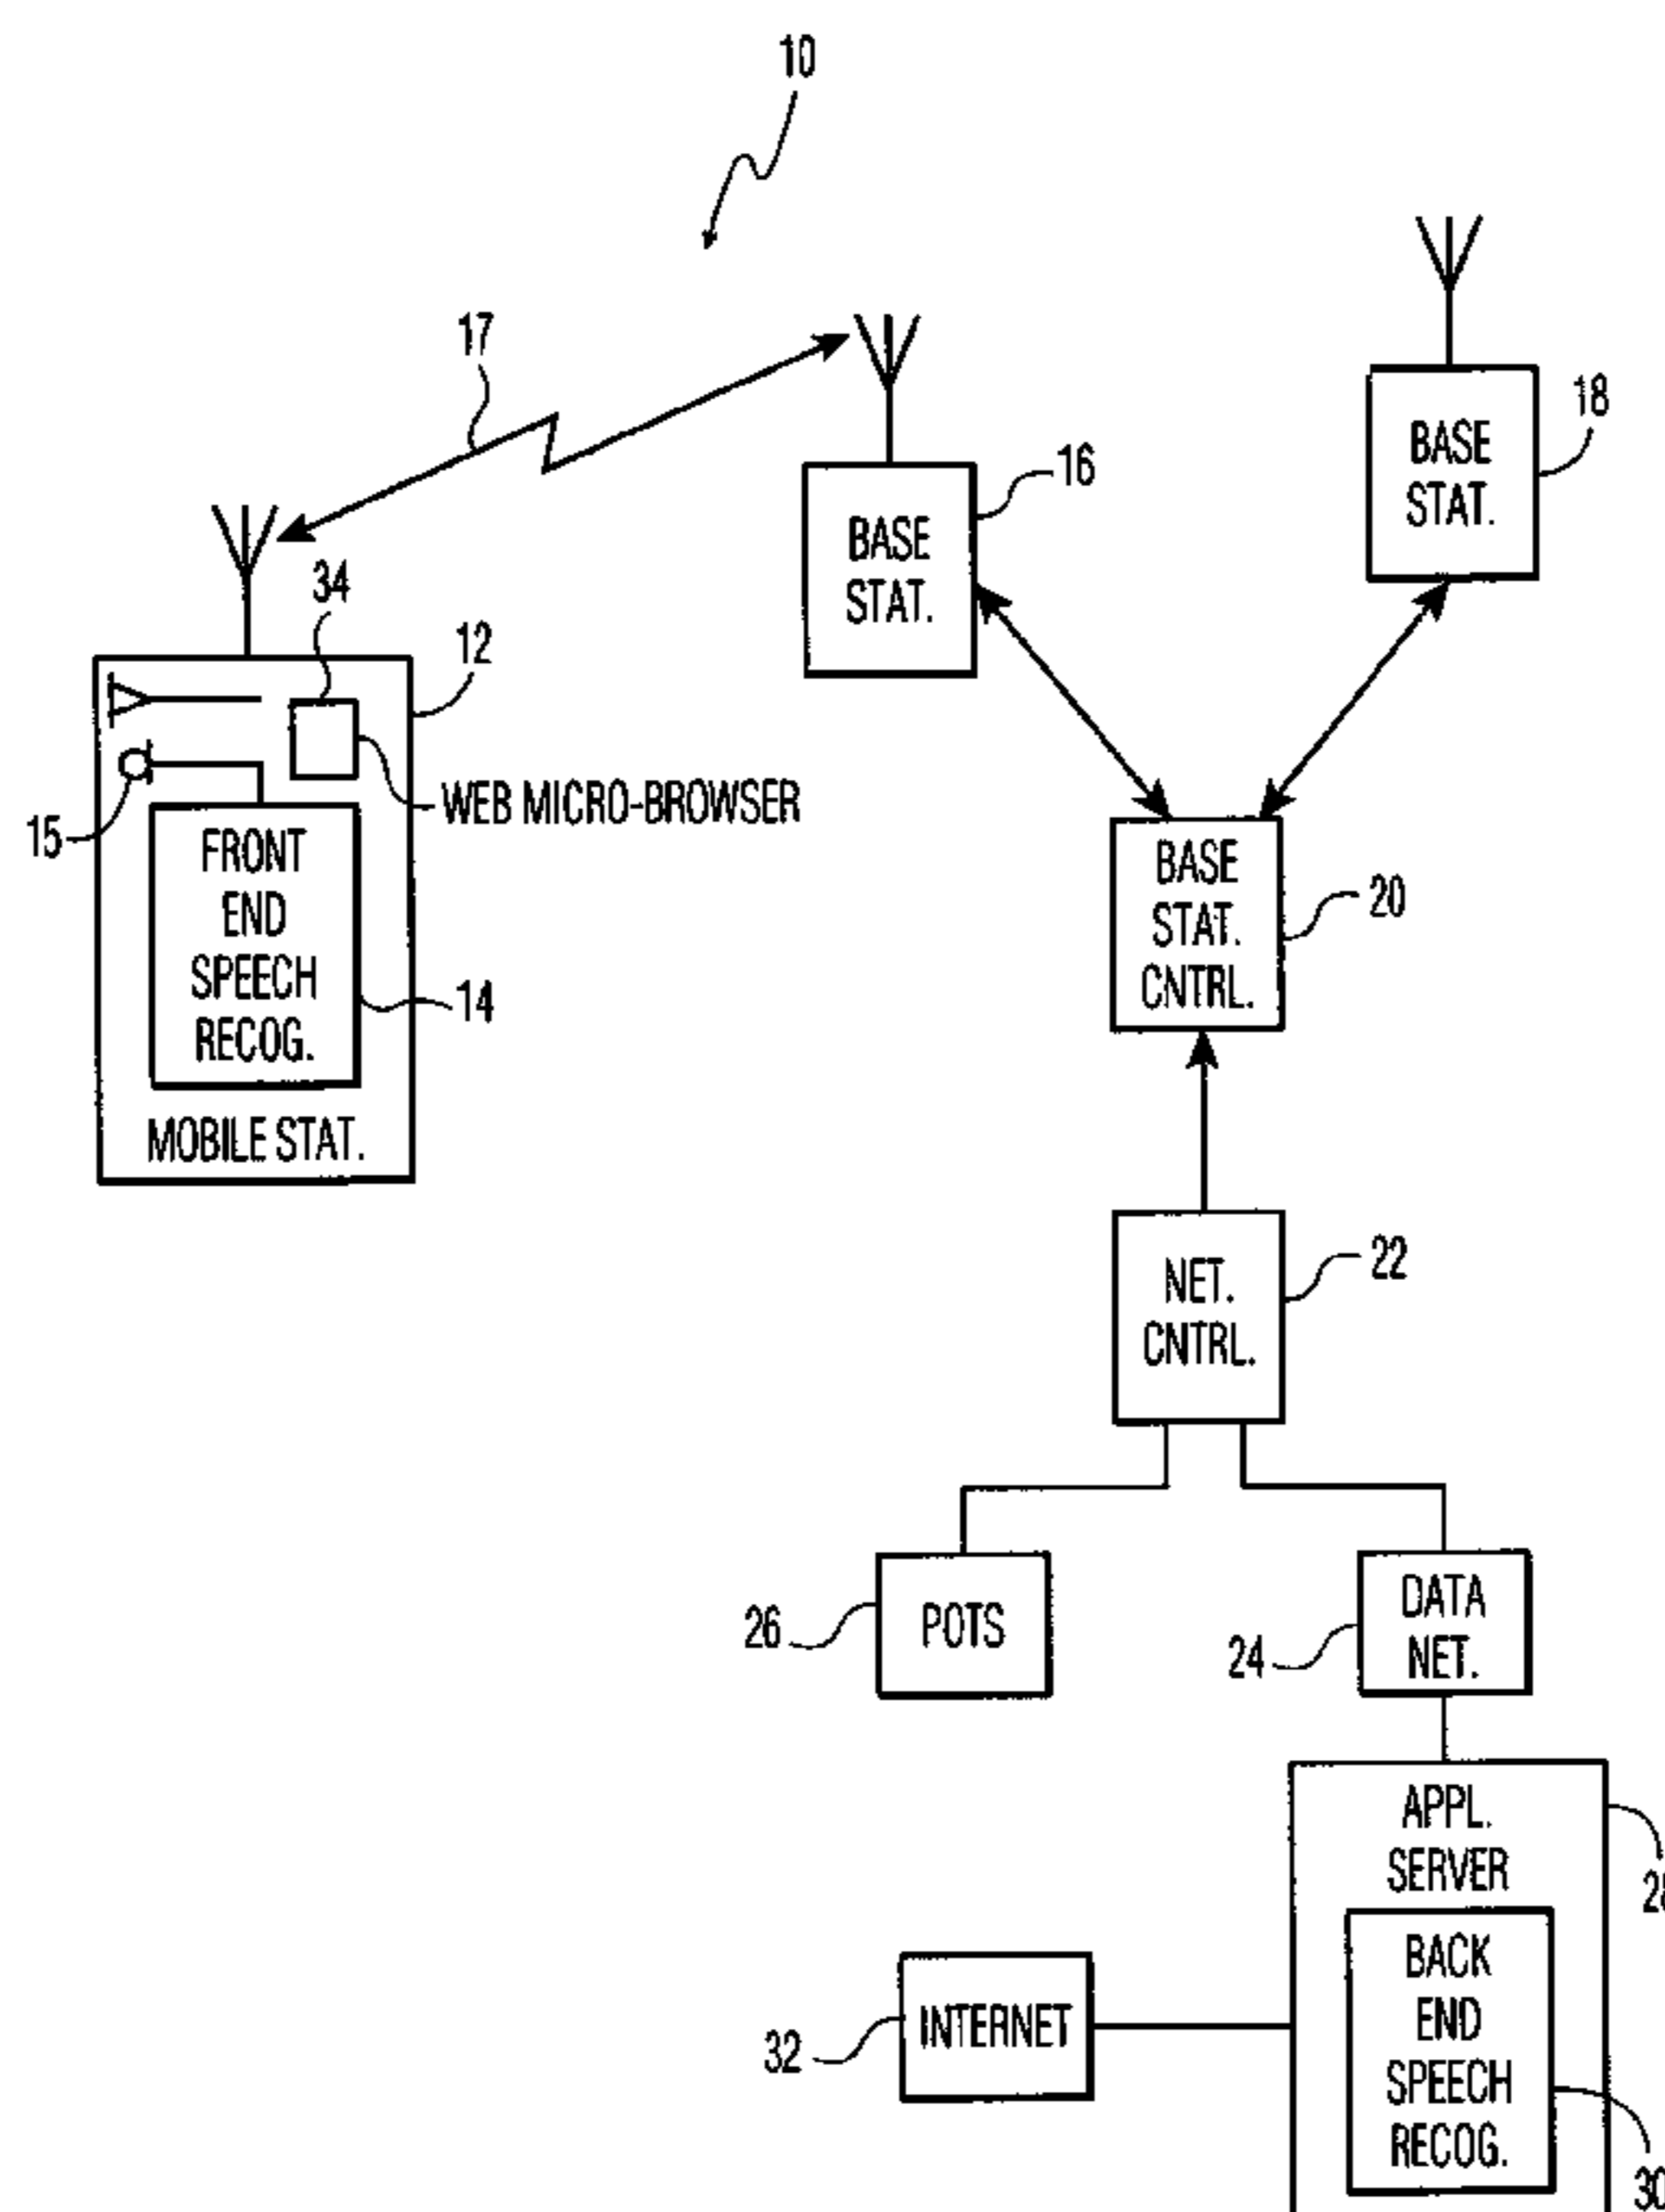 10
17
18
BASE
STAT.
16
BASE
STAT.
34
12
WEB MICRO-BROWSER
15
FRONT
END
SPEECH
RECOG.
14
MOBILE STAT.
BASE
STAT.
CNTRL.
20
NET.
CNTRL.
22
26
POTS
24
DATA
NET.
APPL.
SERVER
BACK
END
SPEECH
RECOG.
30
32
INTERNET